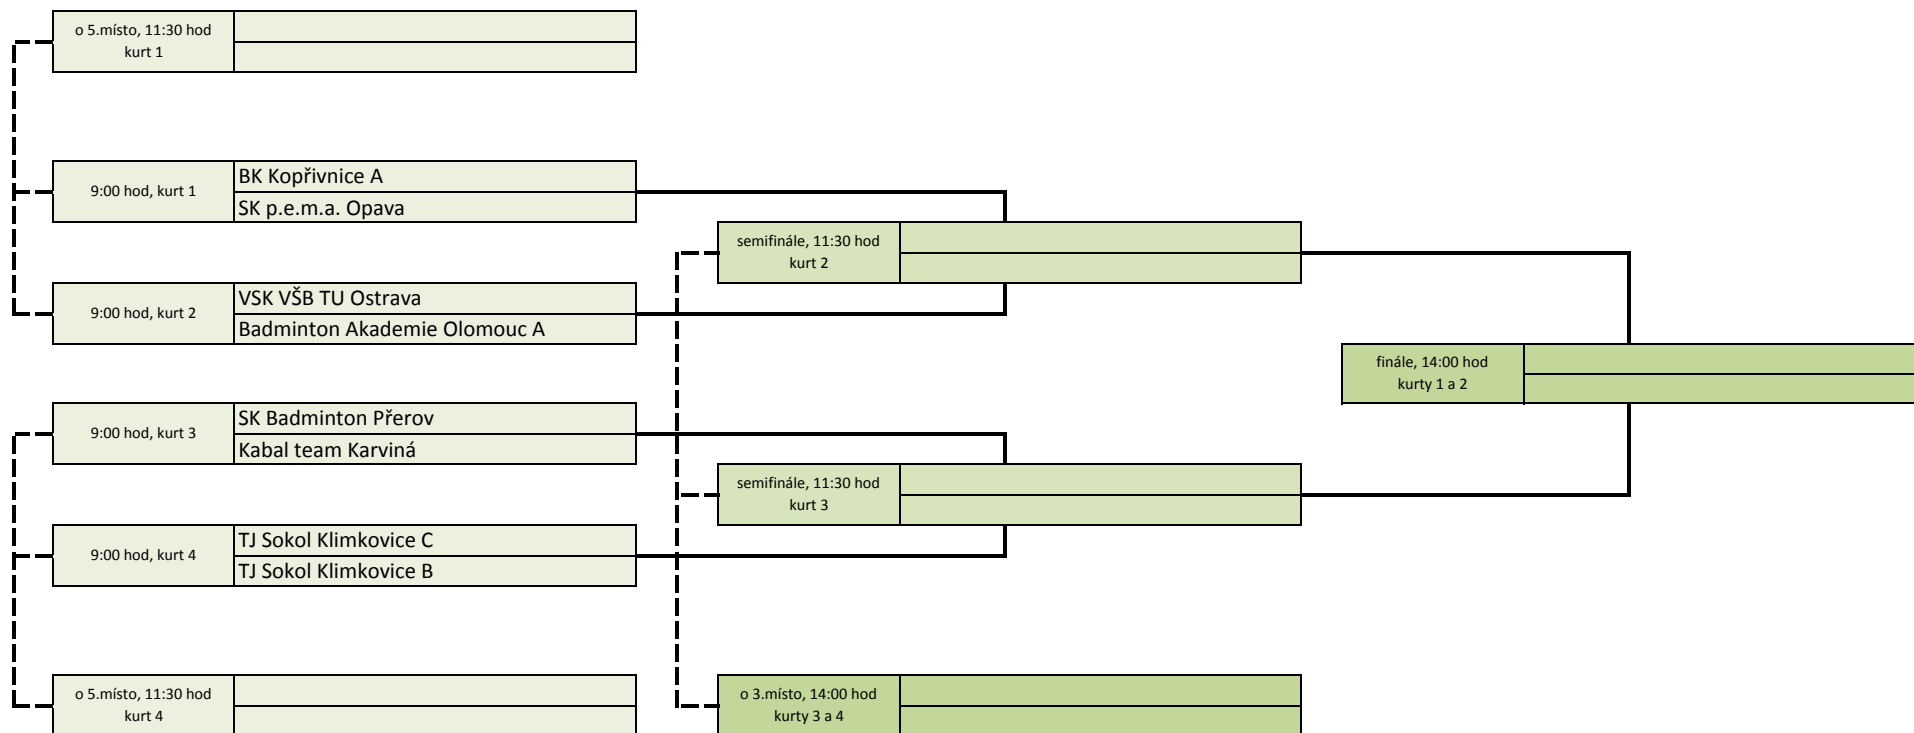 o 5.místo, 11:30 hod
kurt 1
9:00 hod, kurt 1
BK Kopřivnice A
SK p.e.m.a. Opava
9:00 hod, kurt 2
VSK VŠB TU Ostrava
Badminton Akademie Olomouc A
9:00 hod, kurt 3
SK Badminton Přerov
Kabal team Karviná
9:00 hod, kurt 4
TJ Sokol Klimkovice C
TJ Sokol Klimkovice B
o 5.místo, 11:30 hod
kurt 4
semifinále, 11:30 hod
kurt 2
semifinále, 11:30 hod
kurt 3
o 3.místo, 14:00 hod
kurty 3 a 4
finále, 14:00 hod
kurty 1 a 2